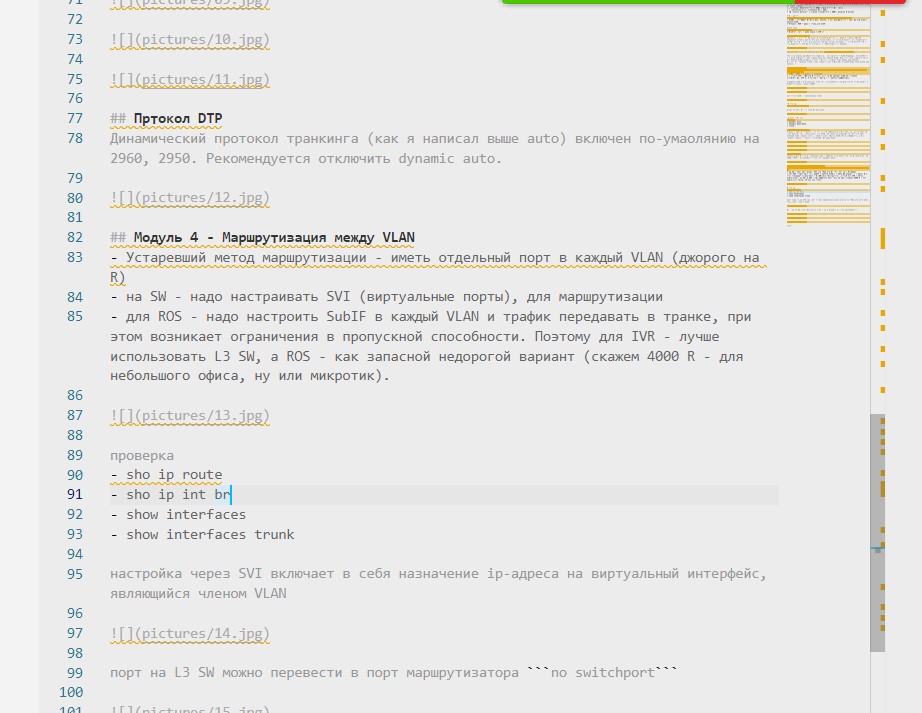 71 ![](pictures/09.jpg)
72
73 ![](pictures/10.jpg)
74
75 ![](pictures/11.jpg)
76
77 ## Пртокол DTP
78 Динамический протокол транкинга (как я написал выше auto) включен по-умаолянию на
2960, 2950. Рекомендуется отключить dynamic auto.
79
80 ![](pictures/12.jpg)
81
82 ## Модуль 4 - Маршрутизация между VLAN
83 - Устаревший метод маршрутизации - иметь отдельный порт в каждый VLAN (джорого на
R)
84 - на SW - надо настраивать SVI (виртуальные порты), для маршрутизации
85 - для ROS - надо настроить SubIF в каждый VLAN и трафик передавать в транке, при
этом возникает ограничения в пропускной способности. Поэтому для IVR - лучше
использовать L3 SW, а ROS - как запасной недорогой вариант (скажем 4000 R - для
небольшого офиса, ну или микротик).
86
87 ![](pictures/13.jpg)
88
89 проверка
90 - sho ip route
91 - sho ip int br
92 - show interfaces
93 - show interfaces trunk
94
95 настройка через SVI включает в себя назначение ip-адреса на виртуальный интерфейс,
являющийся членом VLAN
96
97 ![](pictures/14.jpg)
98
99 порт на L3 SW можно перевести в порт маршрутизатора ```no switchport```
100
101 ![](pictures/15.jpg)